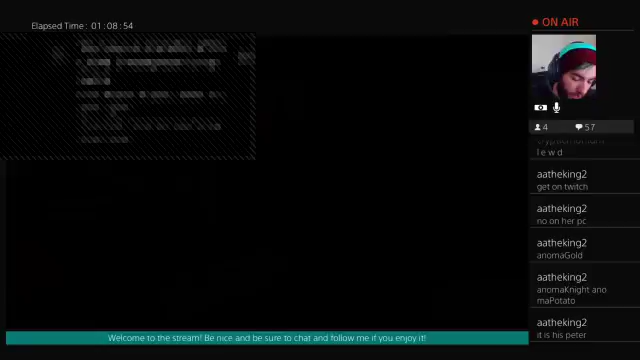 Elapsed Time : 01:08:54
ON AIR
4
57
l e w d
aatheking2
get on twitch
aatheking2
no on her pc
aatheking2
anomaGold
aatheking2
anomaKnight ano
maPotato
aatheking2
it is his peter
Welcome to the stream! Be nice and be sure to chat and follow me if you enjoy it!